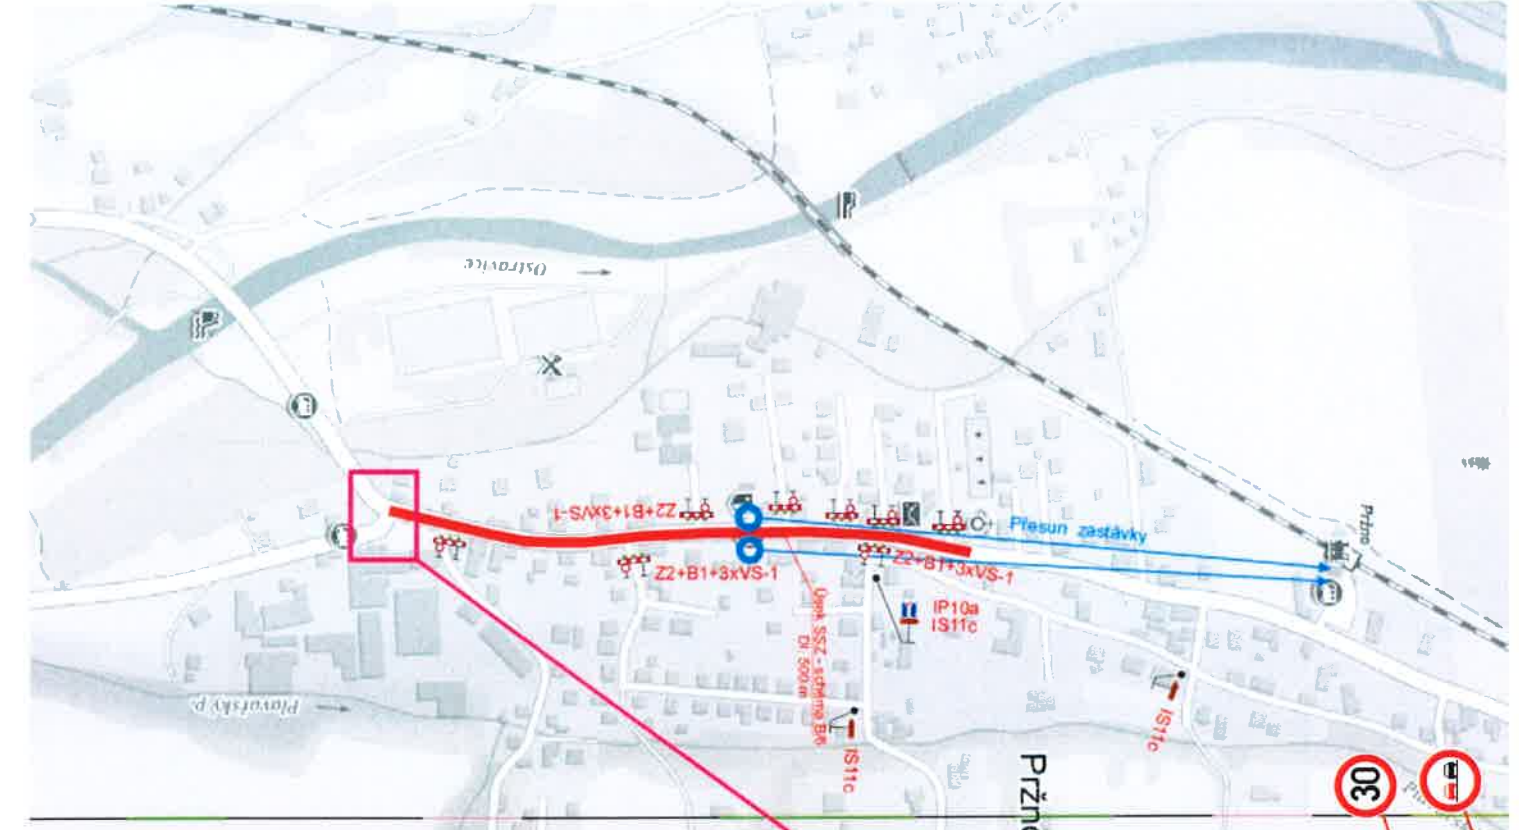 Ostravice
Pržno
Z2+B1+3xVS-1
Přesun zastávky
Z2+B1+3xVS-1
Z2+B1+3xVS-1
IP10a
IS11c
Úsek SSZ - schéma B/6
Dl. 500 m
Plavařský p.
IS11c
IS11c
Pržno
30